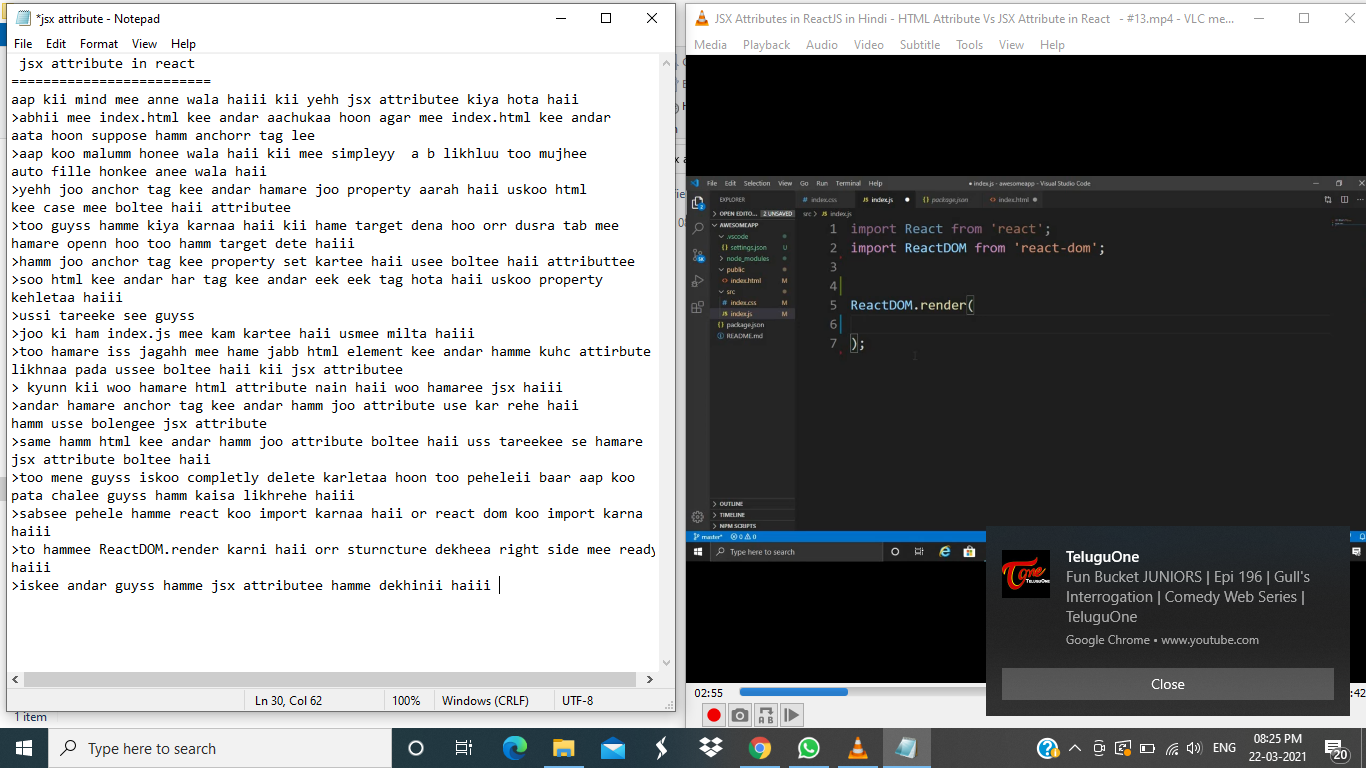 *jsx attribute - Notepad
File Edit Format View Help
jsx attribute in react
=========================
aap kii mind mee anne wala haiii kii yehh jsx attributee kiya hota haii
>abhii mee index.html kee andar aachukaa hoon agar mee index.html kee andar
aata hoon suppose hamm anchorr tag lee
>aap koo malumm honee wala haii kii mee simpleyy  a b likhluu too mujhee
auto fille honkee anee wala haii
>yehh joo anchor tag kee andar hamare joo property aarah haii uskoo html
kee case mee boltee haii attributee
>too guyss hamme kiya karnaa haii kii hame target dena hoo orr dusra tab mee
hamare openn hoo too hamm target dete haiii
>hamm joo anchor tag kee property set kartee haii usee boltee haii attributtee
>soo html kee andar har tag kee andar eek eek tag hota haii uskoo property
kehletaa haiii
>ussi tareeke see guyss
>joo ki ham index.js mee kam kartee haii usmee milta haiii
>too hamare iss jagahh mee hame jabb html element kee andar hamme kuhc attirbute
likhnaa pada ussee boltee haii kii jsx attributee
> kyunn kii woo hamare html attribute nain haii woo hamaree jsx haiii
>andar hamare anchor tag kee andar hamm joo attribute use kar rehe haii
hamm usse bolengee jsx attribute
>same hamm html kee andar hamm joo attribute boltee haii uss tareekee se hamare
jsx attribute boltee haii
>too mene guyss iskoo completly delete karletaa hoon too peheleii baar aap koo
pata chalee guyss hamm kaisa likhrehe haiii
>sabsee pehele hamme react koo import karnaa haii or react dom koo import karna
haiii
>to hammee ReactDOM.render karni haii orr sturncture dekheea right side mee ready
haiii
>iskee andar guyss hamme jsx attributee hamme dekhinii haiii
Ln 30, Col 62 100% Windows (CRLF) UTF-8
1 item
JSX Attributes in ReactJS in Hindi - HTML Attribute Vs JSX Attribute in React - #13.mp4 - VLC me...
Media Playback Audio Video Subtitle Tools View Help
File Edit Selection View Go Run Terminal Help
index.js - awesomeapp - Visual Studio Code
EXPLORER
index.css index.js package.json index.html
OPEN EDITO... 2 UNSAVED
src > index.js
AWESOMEAPP
.vscode
settings.json U
node_modules
public
index.html M
src
index.css M
index.js M
package.json
README.md
1 import React from 'react';
2 import ReactDOM from 'react-dom';
3
4
5 ReactDOM.render(
6
7 );
OUTLINE
TIMELINE
NPM SCRIPTS
master* 0 0
Type here to search
TeluguOne
Fun Bucket JUNIORS | Epi 196 | Gull's
Interrogation | Comedy Web Series |
TeluguOne
Google Chrome • www.youtube.com
Close
02:55
:42
Type here to search
ENG
08:25 PM
22-03-2021
20